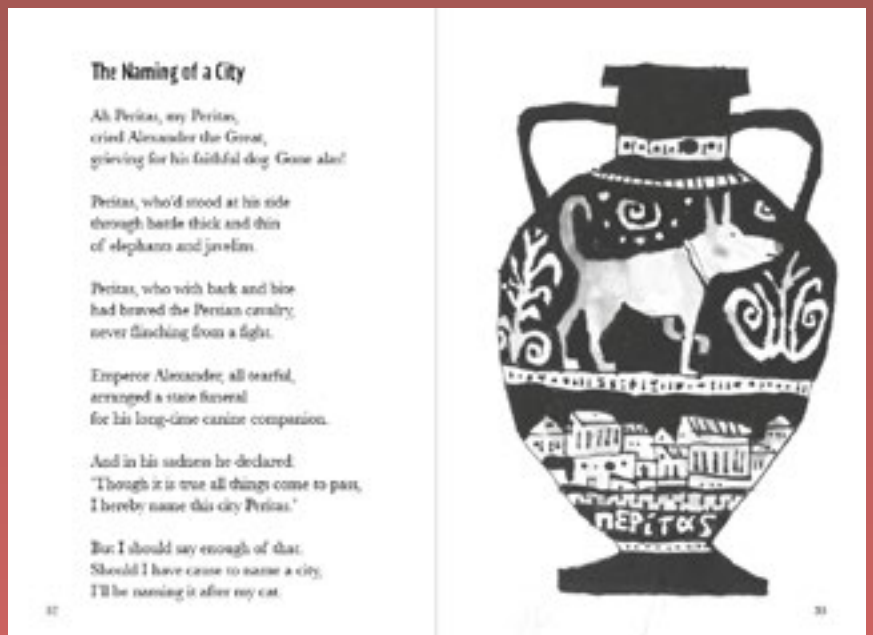 The Naming of a City
Ah Peritas, my Peritas,
cried Alexander the Great,
grieving for his faithful dog. Gone alas!
Peritas, who'd stood at his side
through battle thick and thin
of elephants and javelins.
Peritas, who with bark and bite
had braved the Persian cavalry,
never flinching from a fight.
Emperor Alexander, all tearful,
arranged a state funeral
for his long-time canine companion.
And in his sadness he declared:
'Though it is true all things come to pass,
I hereby name this city Peritas.'
But I should say enough of that.
Should I have cause to name a city,
I'll be naming it after my cat.
ΠΕΡίΤας